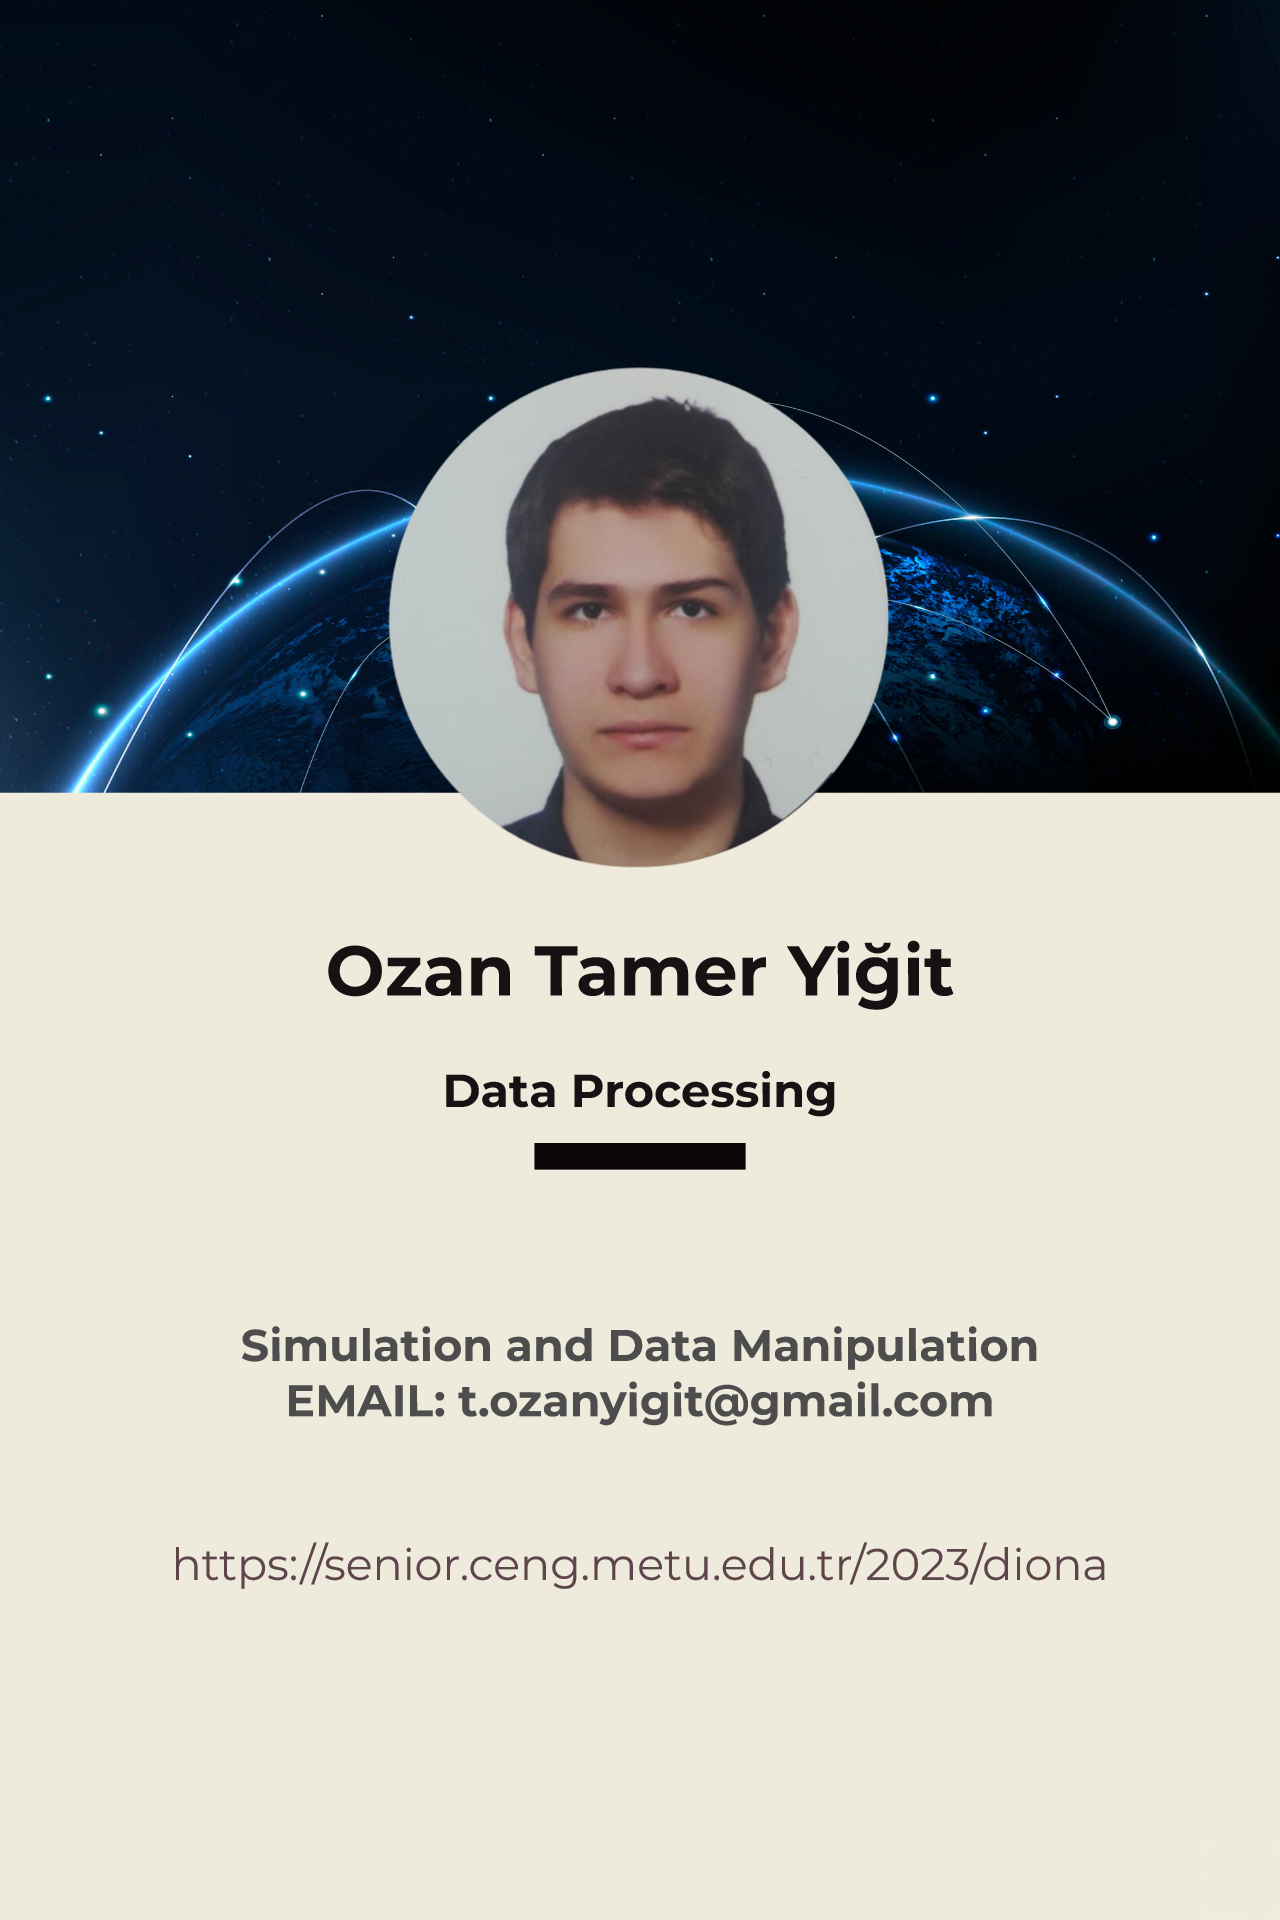 Ozan Tamer Yiğit
Data Processing
Simulation and Data Manipulation
EMAIL: t.ozanyigit@gmail.com
https://senior.ceng.metu.edu.tr/2023/diona